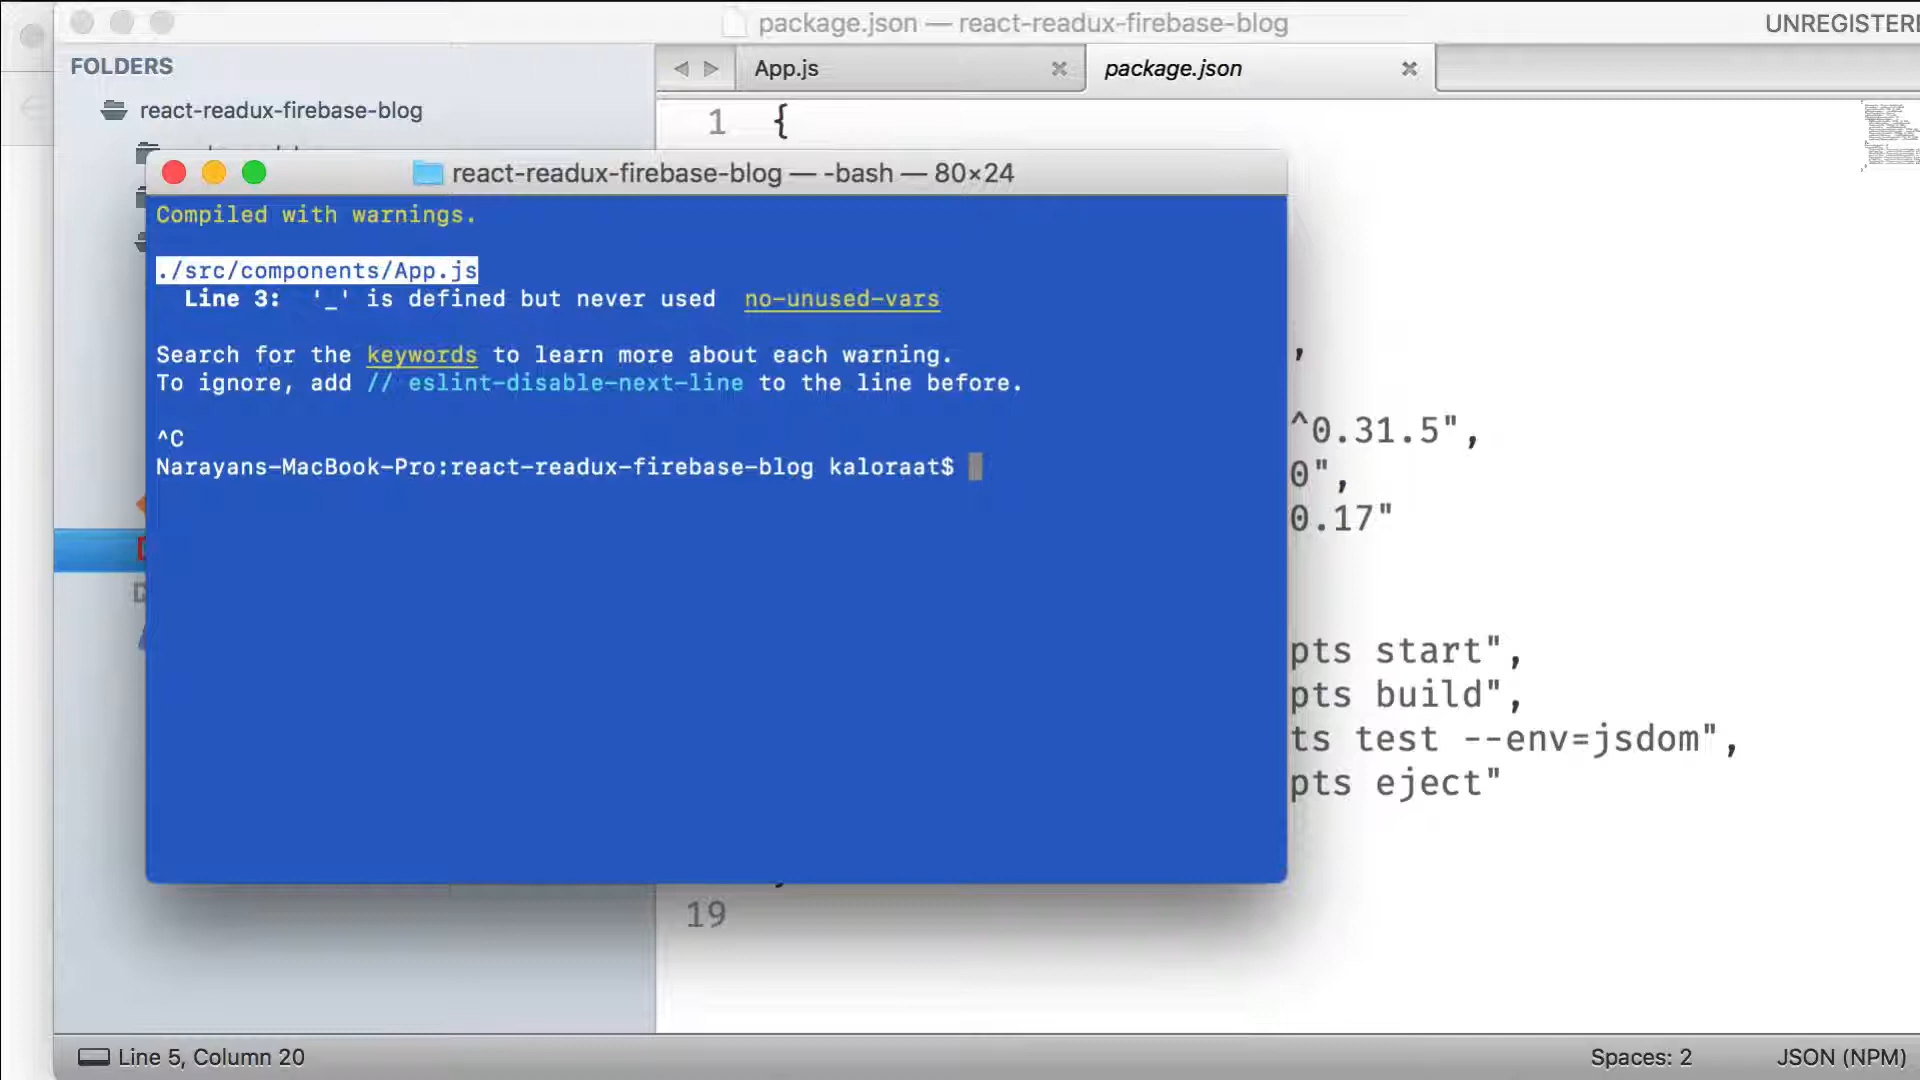 package.json — react-readux-firebase-blog
UNREGISTERE
FOLDERS
react-readux-firebase-blog
App.js
package.json
1 {
react-readux-firebase-blog — -bash — 80×24
Compiled with warnings.
./src/components/App.js
Line 3: '_' is defined but never used no-unused-vars
Search for the keywords to learn more about each warning.
To ignore, add // eslint-disable-next-line to the line before.
^C
Narayans-MacBook-Pro:react-readux-firebase-blog kaloraat$
,
^0.31.5",
0",
0.17"
pts start",
pts build",
ts test --env=jsdom",
pts eject"
19
Line 5, Column 20
Spaces: 2
JSON (NPM)